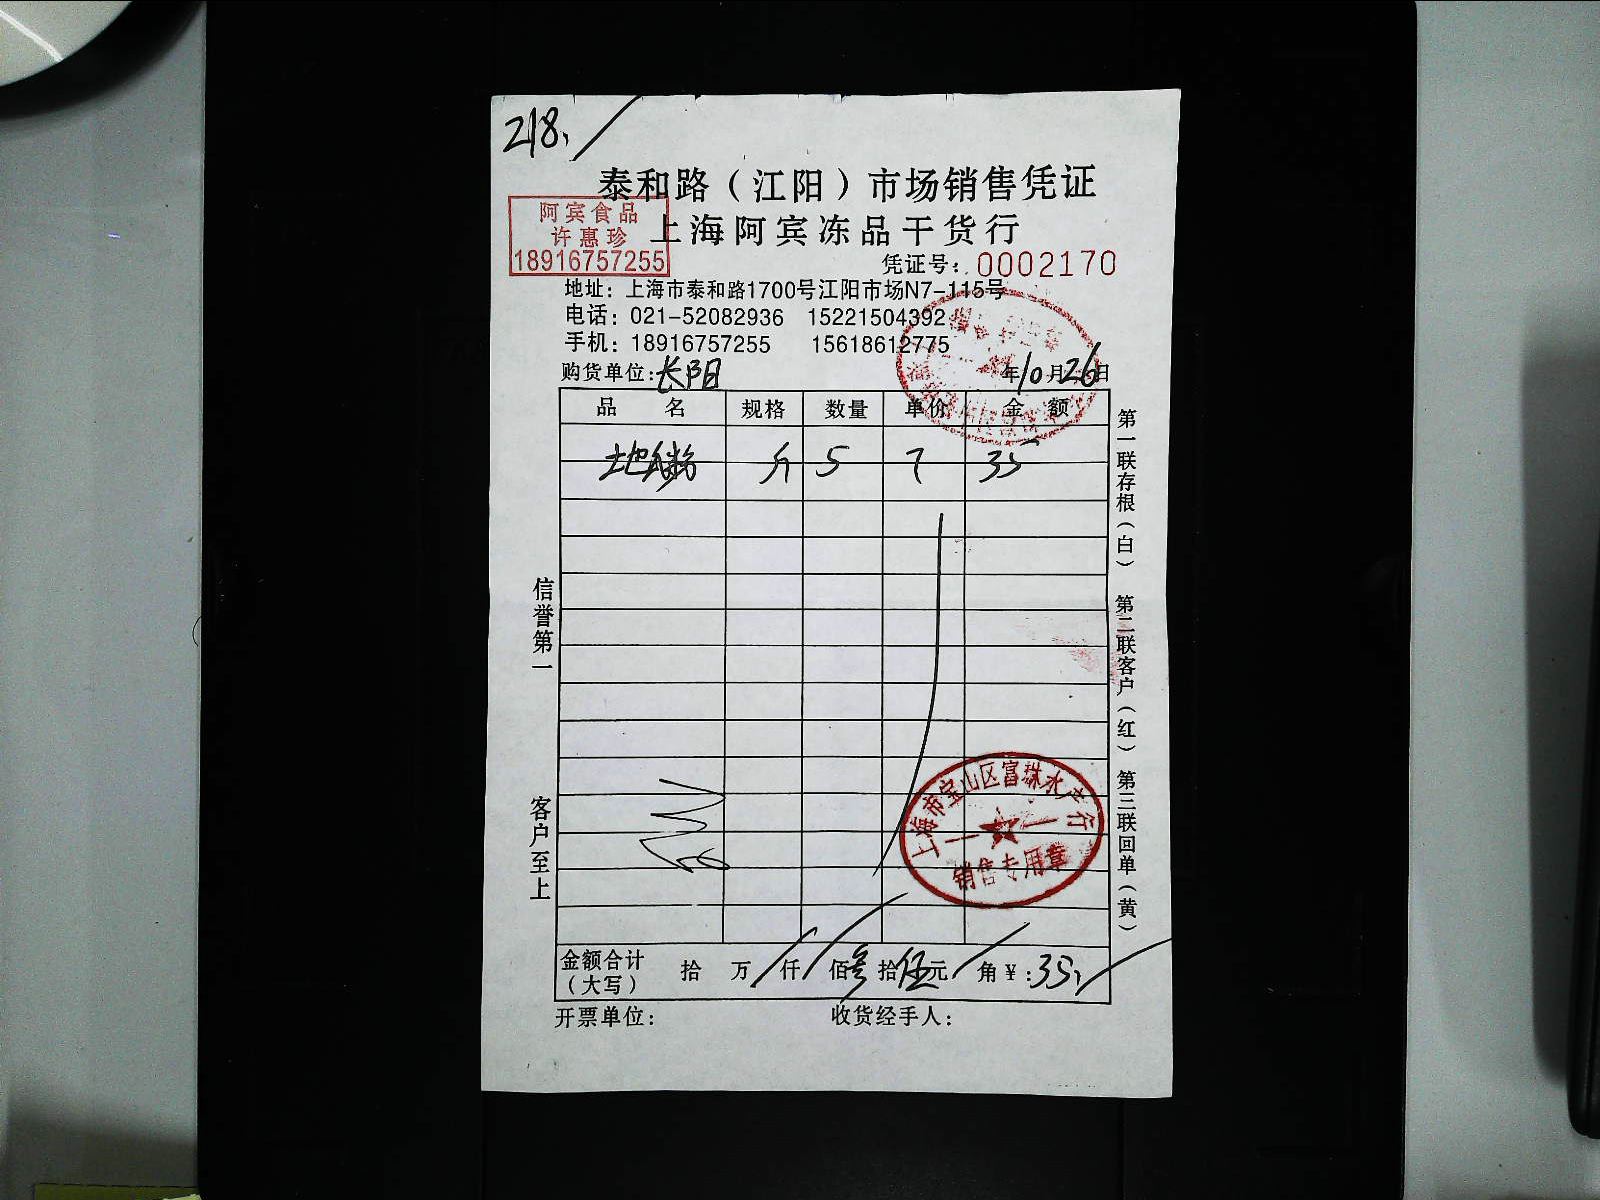 218.
泰和路（江阳）市场销售凭证
上海阿宾冻品干货行
阿宾食品
许惠珍
18916757255
凭证号：0002170
地址：上海市泰和路1700号江阳市场N7-115号
电话：021-52082936 15221504392
手机：18916757255 15618612775
购货单位：长阳 年10月26日
品名 规格 数量 单价 金额
斤 5 7 35
信誉第一
客户至上
第一联存根（白） 第二联客户（红） 第三联回单（黄）
上海市宝山区富珠水产行
销售专用章
金额合计（大写） 拾 万 仟 佰叁拾伍元 角 ￥：35.
开票单位： 收货经手人：